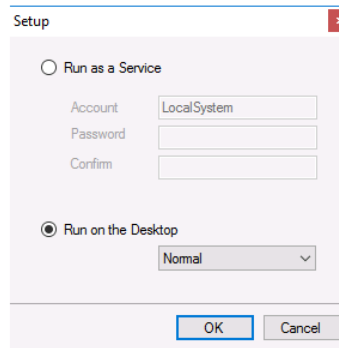 Setup
Run as a Service
Account LocalSystem
Password
Confirm
Run on the Desktop
Normal
OK Cancel